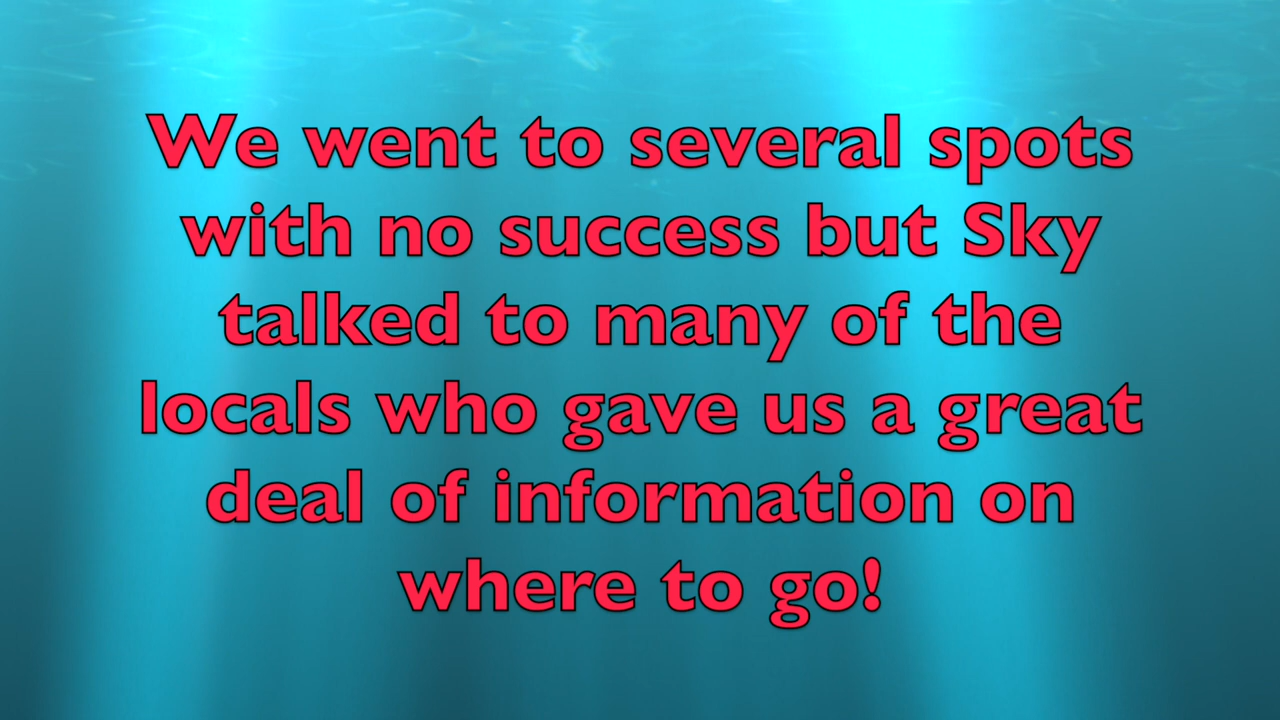 We went to several spots
with no success but Sky
talked to many of the
locals who gave us a great
deal of information on
where to go!